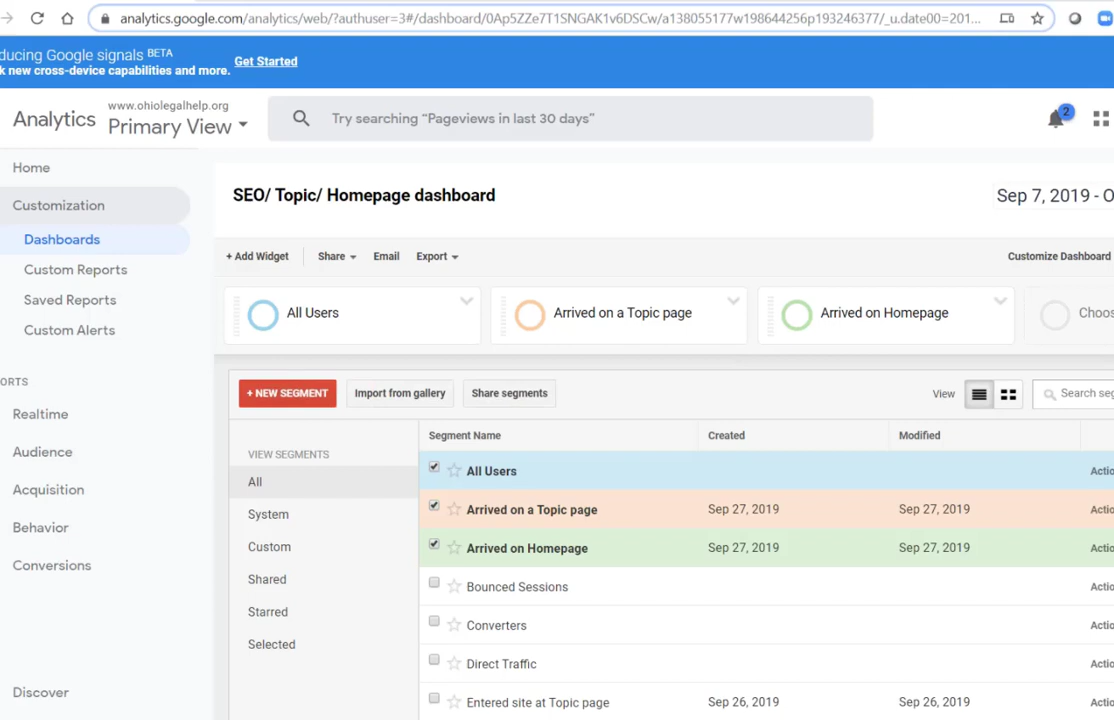 analytics.google.com/analytics/web/?authuser=3#/dashboard/0Ap5ZZe7T1SNGAK1v6DSCw/a138055177w198644256p193246377/_u.date00=201...
ducing Google signals BETA
k new cross-device capabilities and more. Get Started
Analytics
www.ohiolegalhelp.org
Primary View
Try searching “Pageviews in last 30 days”
2
Home
Customization
Dashboards
Custom Reports
Saved Reports
Custom Alerts
ORTS
Realtime
Audience
Acquisition
Behavior
Conversions
Discover
SEO/ Topic/ Homepage dashboard
Sep 7, 2019 - O
+ Add Widget Share Email Export Customize Dashboard
All Users Arrived on a Topic page Arrived on Homepage Choos
+ NEW SEGMENT Import from gallery Share segments View Search seg
VIEW SEGMENTS
All
System
Custom
Shared
Starred
Selected
Segment Name Created Modified
All Users Actio
Arrived on a Topic page Sep 27, 2019 Sep 27, 2019 Actio
Arrived on Homepage Sep 27, 2019 Sep 27, 2019 Actio
Bounced Sessions Actio
Converters Actio
Direct Traffic Actio
Entered site at Topic page Sep 26, 2019 Sep 26, 2019 Actio